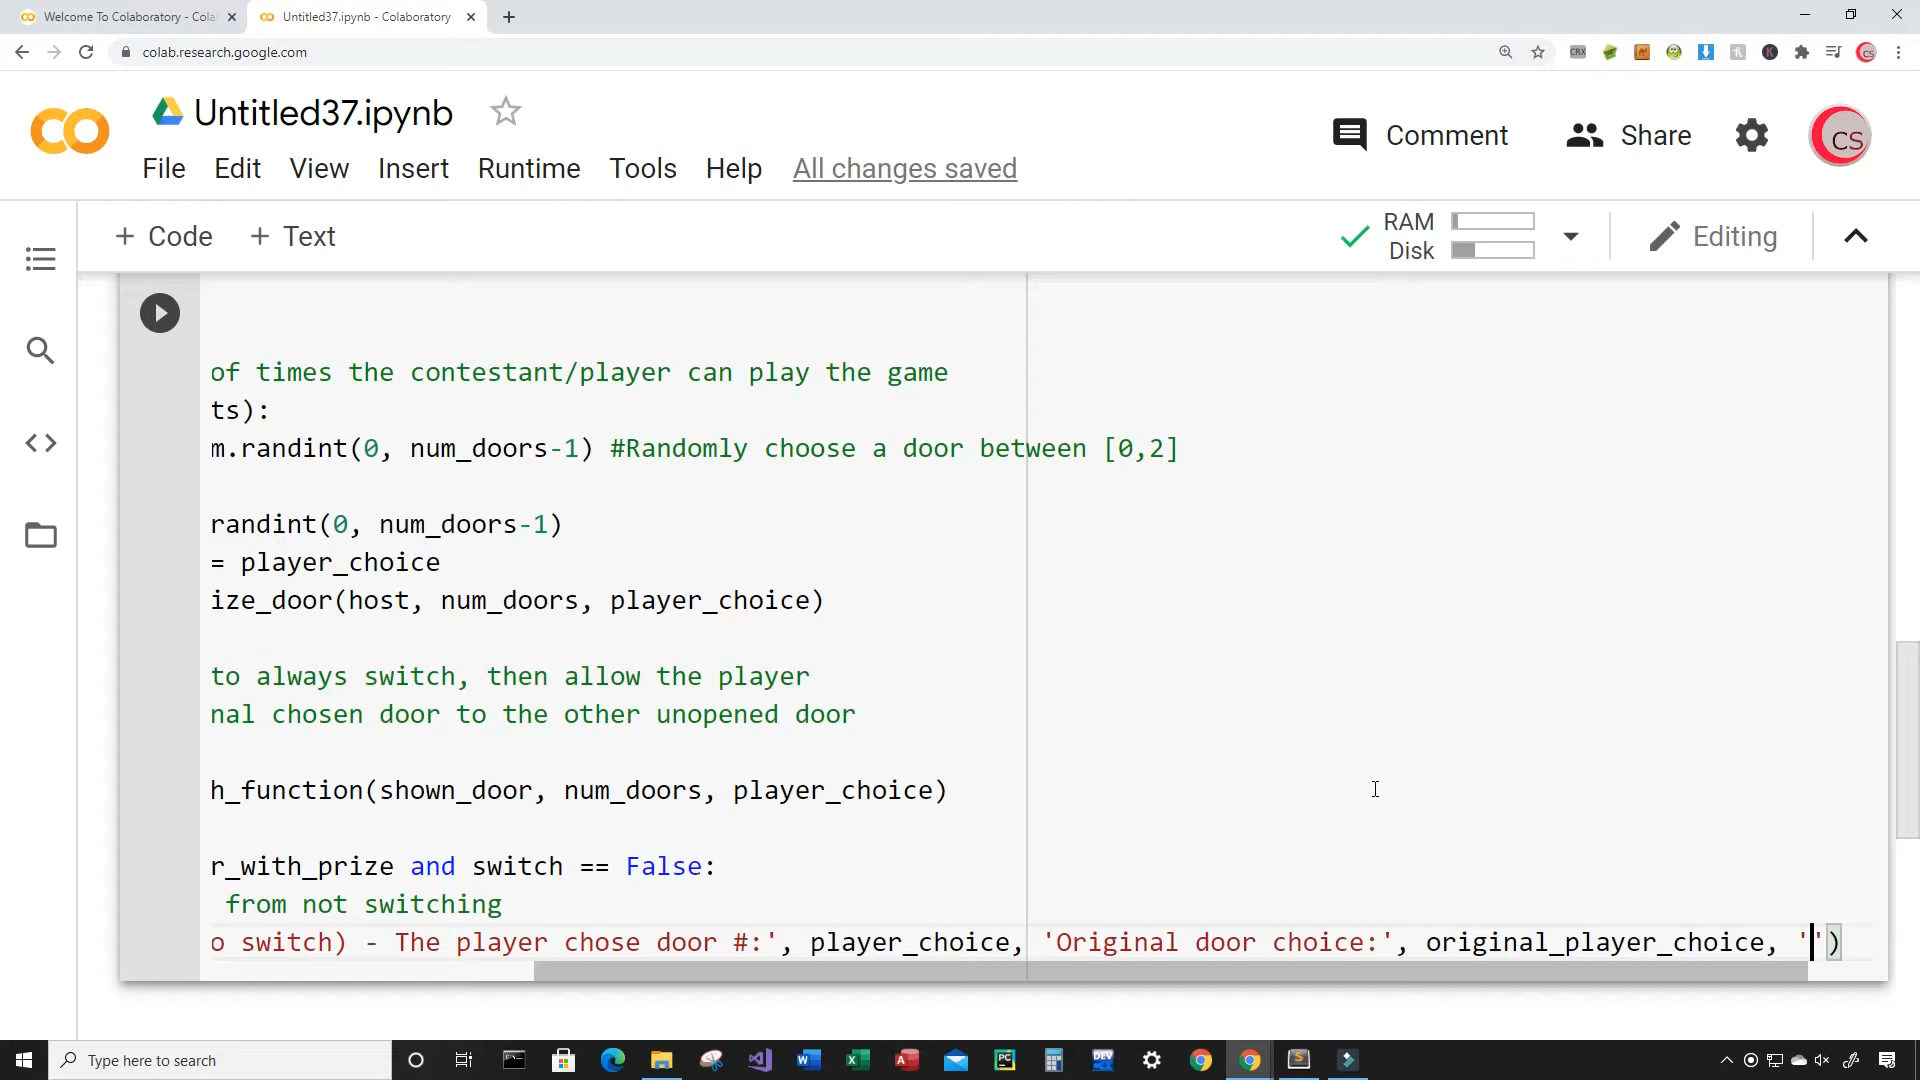 Welcome To Colaboratory - Cola
Untitled37.ipynb - Colaboratory
colab.research.google.com
CRX
K
CS
Untitled37.ipynb
Comment
Share
CS
File Edit View Insert Runtime Tools Help All changes saved
+ Code + Text
RAM
Disk
Editing
of times the contestant/player can play the game
ts):
m.randint(0, num_doors-1) #Randomly choose a door between [0,2]
randint(0, num_doors-1)
= player_choice
ize_door(host, num_doors, player_choice)
to always switch, then allow the player
nal chosen door to the other unopened door
h_function(shown_door, num_doors, player_choice)
r_with_prize and switch == False:
from not switching
o switch) - The player chose door #:', player_choice, 'Original door choice:', original_player_choice, '')
Type here to search
PC
DEV
S